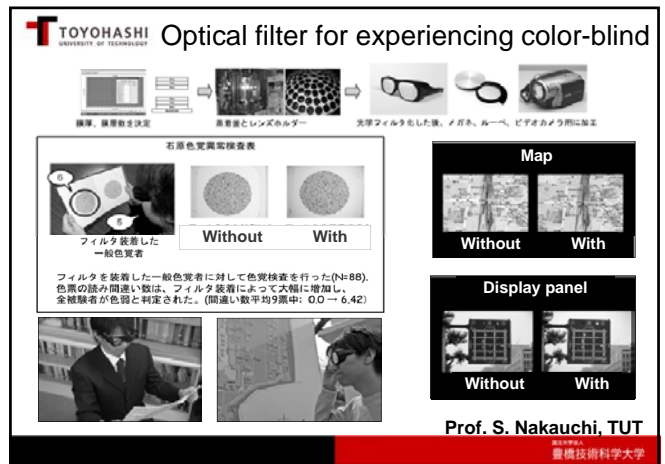 TOYOHASHI
UNIVERSITY OF TECHNOLOGY
Optical filter for experiencing color-blind
膜厚、膜層数を決定
蒸着釜とレンズホルダー
光学フィルタ化した後、メガネ、ルーペ、ビデオカメラ用に加工
石原色覚異常検査表
6
5
フィルタ装着した
一般色覚者
Without
With
フィルタを装着した一般色覚者に対して色覚検査を行った(N=88).
色票の読み間違い数は、フィルタ装着によって大幅に増加し、
全被験者が色弱と判定された。(間違い数平均9票中: 0.0 → 6.42)
Map
Without
With
Display panel
Without
With
Prof. S. Nakauchi, TUT
国立大学法人
豊橋技術科学大学